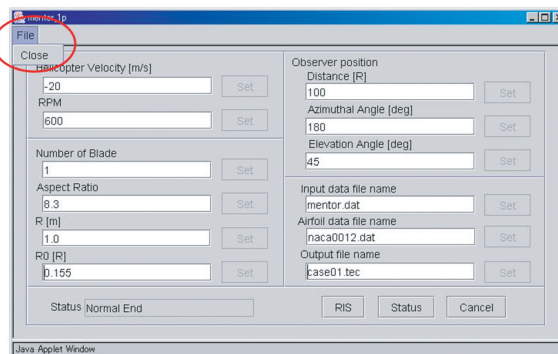 mentor_1p
File
Close
Helicopter Velocity [m/s]
-20
Set
RPM
600
Set
Number of Blade
1
Set
Aspect Ratio
8.3
Set
R [m]
1.0
Set
R0 [R]
0.155
Set
Observer position
Distance [R]
100
Set
Azimuthal Angle [deg]
180
Set
Elevation Angle [deg]
45
Set
Input data file name
mentor.dat
Set
Airfoil data file name
naca0012.dat
Set
Output file name
case01.tec
Set
Status Normal End
RIS Status Cancel
Java Applet Window